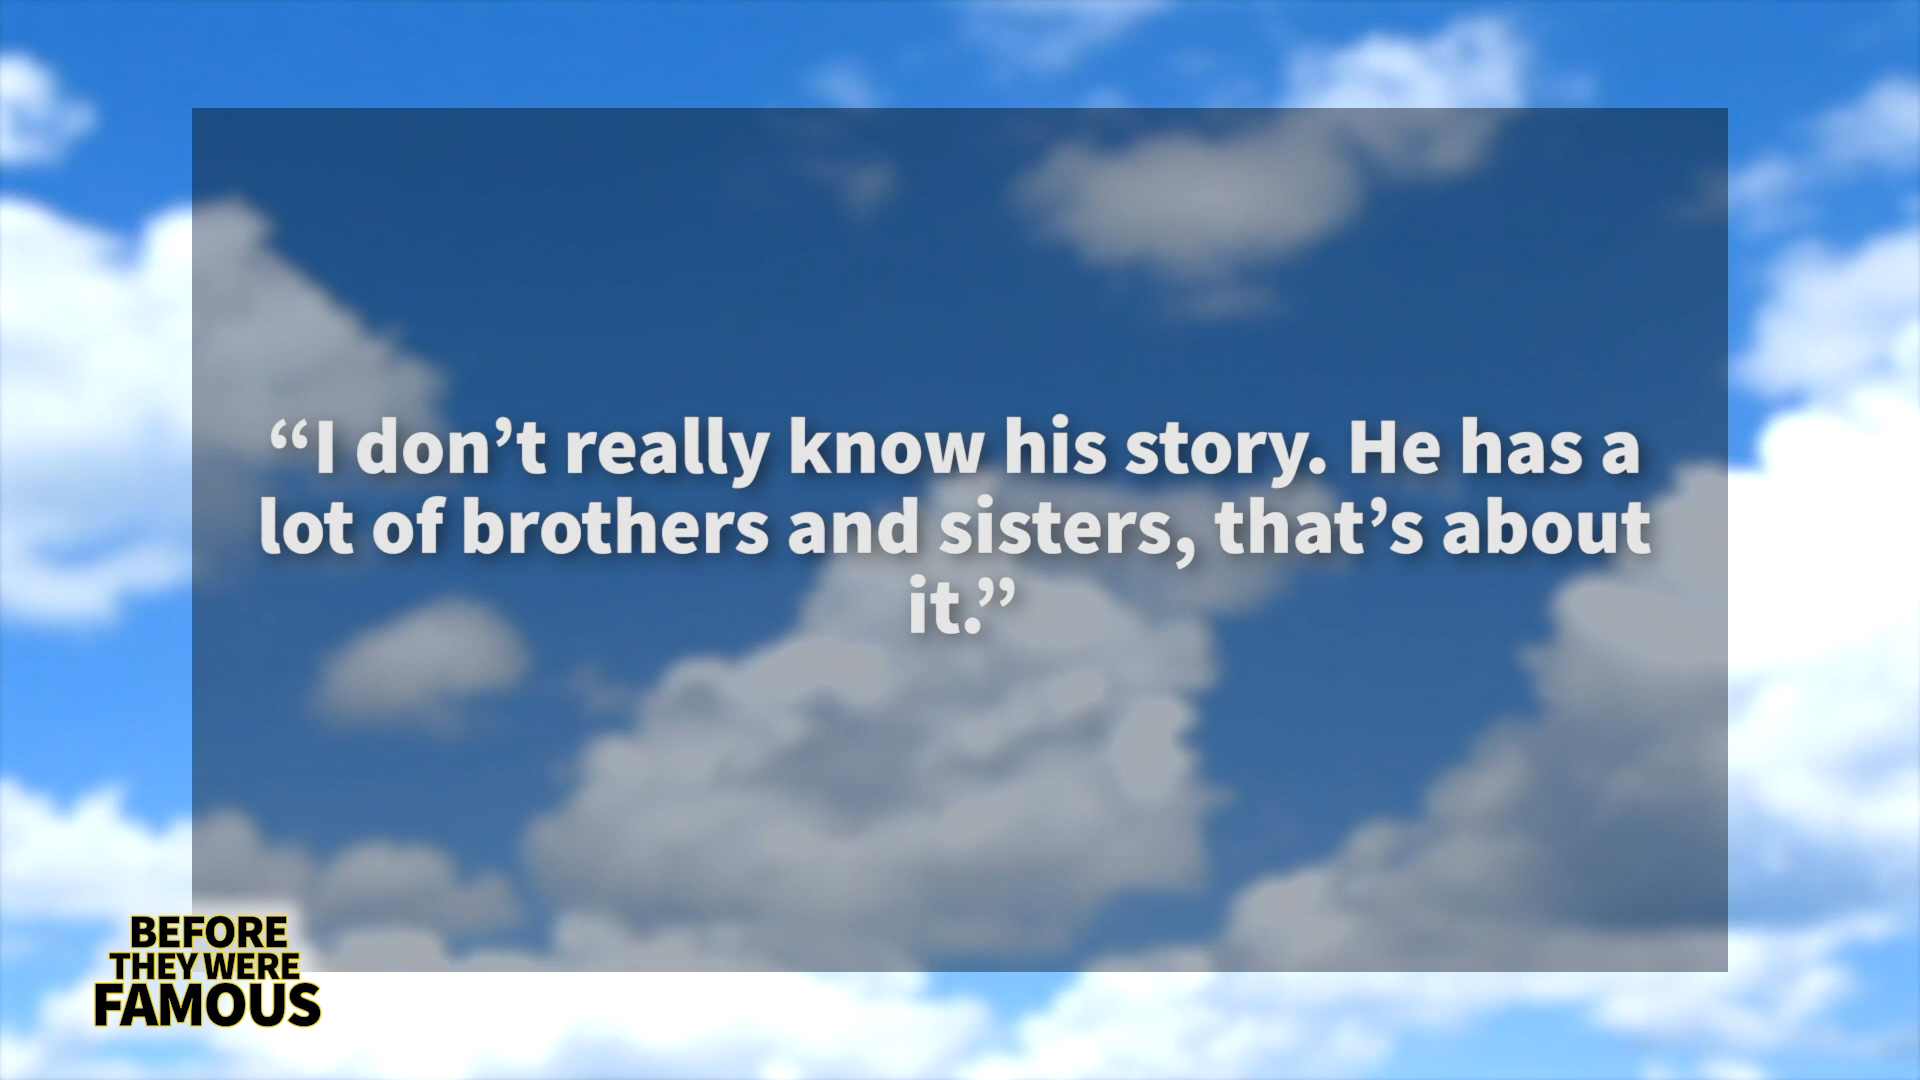 “I don’t really know his story. He has a
lot of brothers and sisters, that’s about
it.”
BEFORE
THEY WERE
FAMOUS